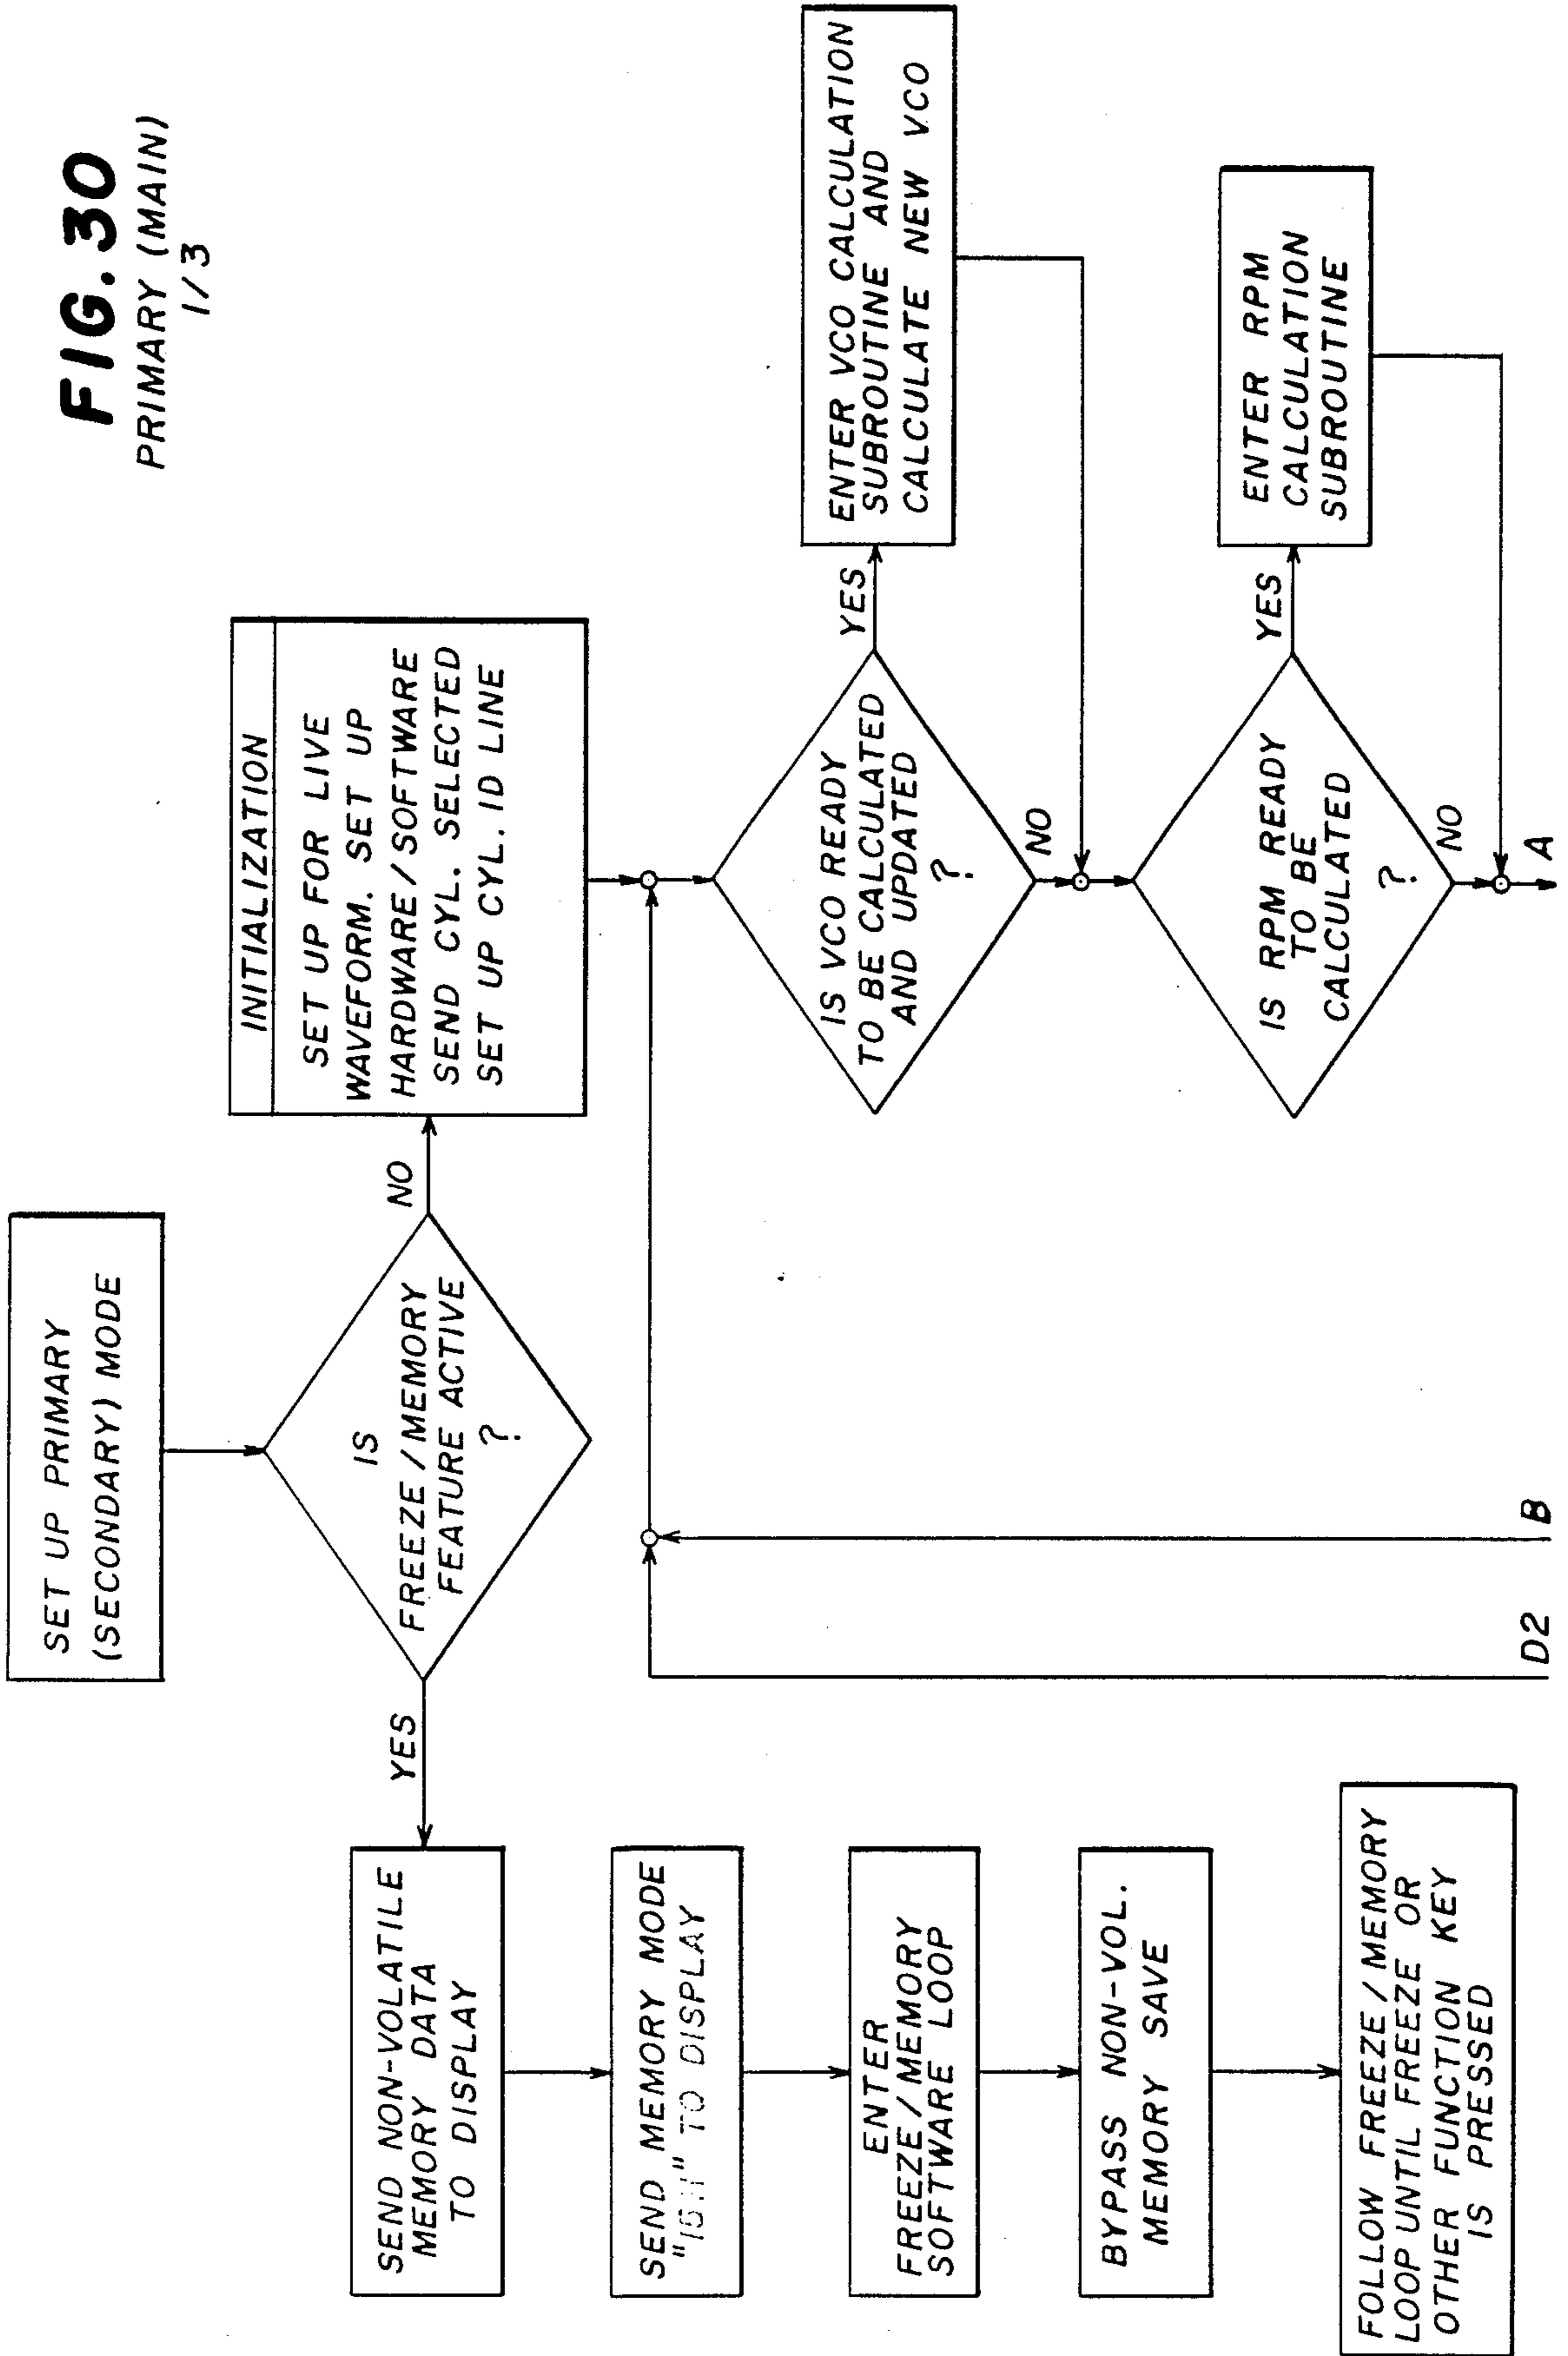 FIG. 30
PRIMARY (MAIN)
1/3
SET UP PRIMARY
(SECONDARY) MODE
IS
FREEZE/MEMORY
FEATURE ACTIVE
?
YES
NO
INITIALIZATION
SET UP FOR LIVE
WAVEFORM. SET UP
HARDWARE/SOFTWARE
SEND CYL. SELECTED
SET UP CYL. ID LINE
SEND NON-VOLATILE
MEMORY DATA
TO DISPLAY
SEND MEMORY MODE
TO DISPLAY
ENTER
FREEZE/MEMORY
SOFTWARE LOOP
BYPASS NON-VOL.
MEMORY SAVE
FOLLOW FREEZE/MEMORY
LOOP UNTIL FREEZE OR
OTHER FUNCTION KEY
IS PRESSED
IS VCO READY
TO BE CALCULATED
AND UPDATED
?
YES
NO
ENTER VCO CALCULATION
SUBROUTINE AND
CALCULATE NEW VCO
IS RPM READY
TO BE
CALCULATED
?
YES
NO
ENTER RPM
CALCULATION
SUBROUTINE
D2
B
A